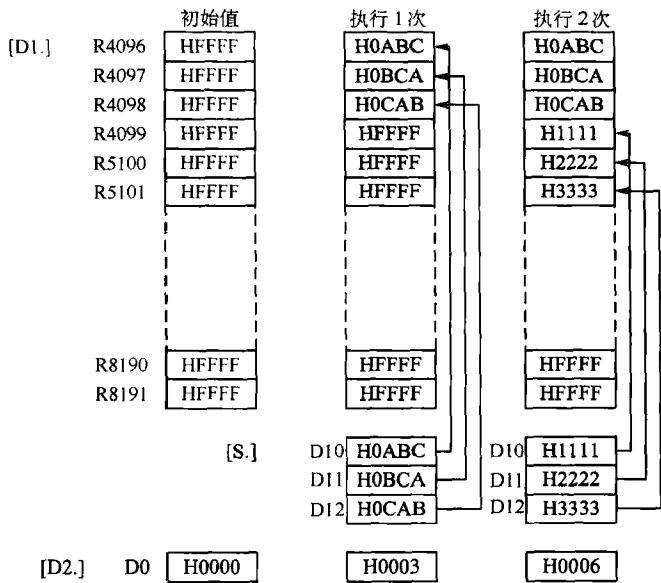 初始值 执行1次 执行2次
[D1.] R4096 HFFFF H0ABC H0ABC
R4097 HFFFF H0BCA H0BCA
R4098 HFFFF H0CAB H0CAB
R4099 HFFFF HFFFF H1111
R5100 HFFFF HFFFF H2222
R5101 HFFFF HFFFF H3333
R8190 HFFFF HFFFF HFFFF
R8191 HFFFF HFFFF HFFFF
[S.] D10 H0ABC D10 H1111
D11 H0BCA D11 H2222
D12 H0CAB D12 H3333
[D2.] D0 H0000 H0003 H0006